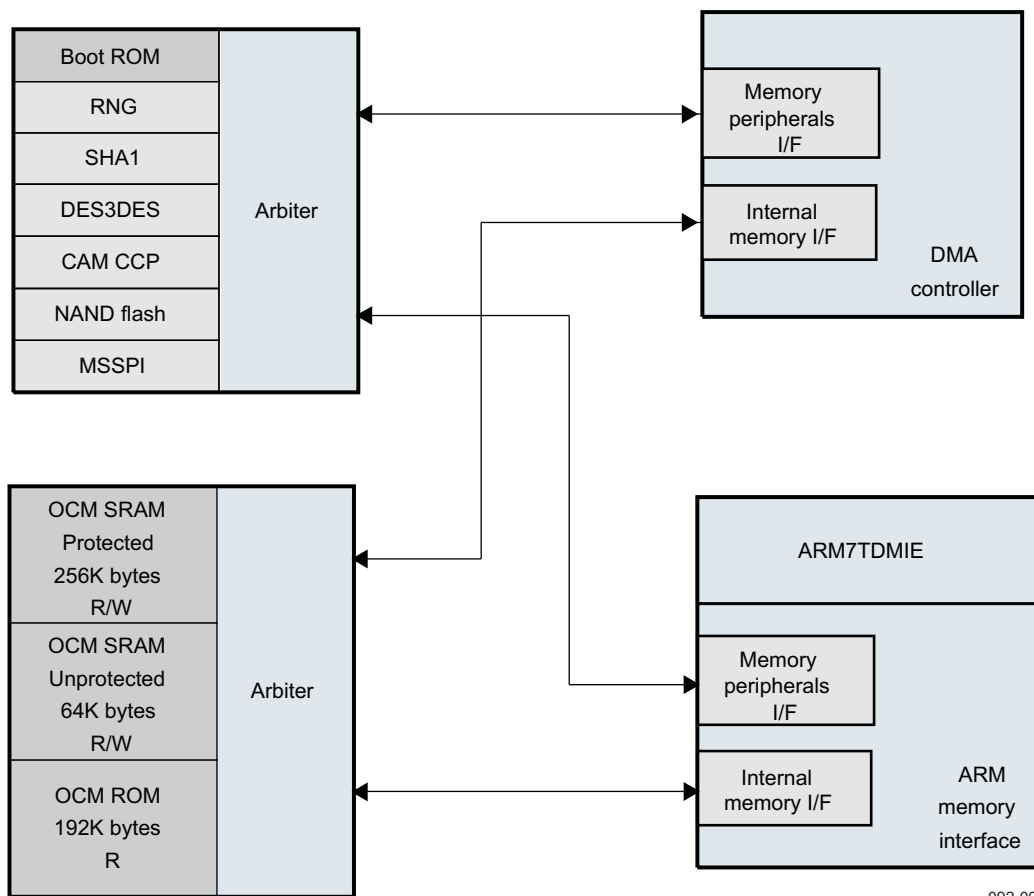 Boot ROM
RNG
SHA1
DES3DES
CAM CCP
NAND flash
MSSPI
Arbiter
Memory
peripherals
I/F
Internal
memory I/F
DMA
controller
OCM SRAM
Protected
256K bytes
R/W
OCM SRAM
Unprotected
64K bytes
R/W
OCM ROM
192K bytes
R
Arbiter
ARM7TDMIE
Memory
peripherals
I/F
Internal
memory I/F
ARM
memory
interface